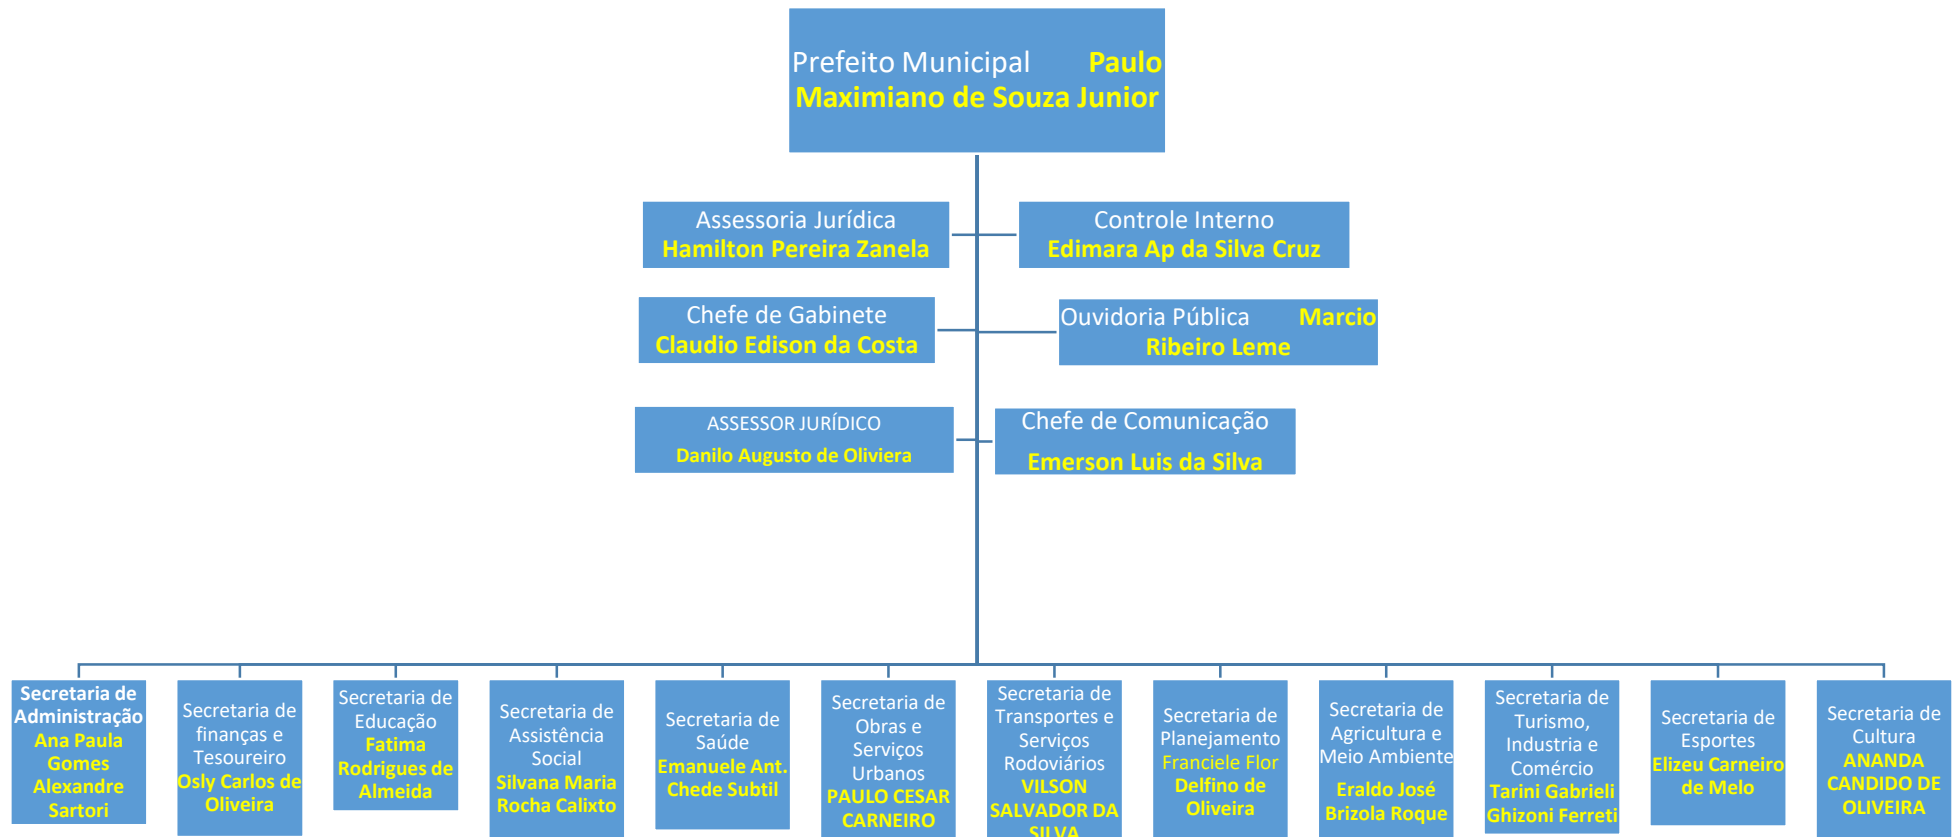 Prefeito Municipal Paulo
Maximiano de Souza Junior
Assessoria Jurídica
Hamilton Pereira Zanela
Controle Interno
Edimara Ap da Silva Cruz
Chefe de Gabinete
Claudio Edison da Costa
Ouvidoria Pública Marcio
Ribeiro Leme
ASSESSOR JURÍDICO
Danilo Augusto de Oliviera
Chefe de Comunicação
Emerson Luis da Silva
Secretaria de
Administração
Ana Paula
Gomes
Alexandre
Sartori
Secretaria de
finanças e
Tesoureiro
Osly Carlos de
Oliveira
Secretaria de
Educação
Fatima
Rodrigues de
Almeida
Secretaria de
Assistência
Social
Silvana Maria
Rocha Calixto
Secretaria de
Saúde
Emanuele Ant.
Chede Subtil
Secretaria de
Obras e
Serviços
Urbanos
PAULO CESAR
CARNEIRO
Secretaria de
Transportes e
Serviços
Rodoviários
VILSON
SALVADOR DA
SILVA
Secretaria de
Planejamento
Franciele Flor
Delfino de
Oliveira
Secretaria de
Agricultura e
Meio Ambiente
Eraldo José
Brizola Roque
Secretaria de
Turismo,
Industria e
Comércio
Tarini Gabrieli
Ghizoni Ferreti
Secretaria de
Esportes
Elizeu Carneiro
de Melo
Secretaria de
Cultura
ANANDA
CANDIDO DE
OLIVEIRA